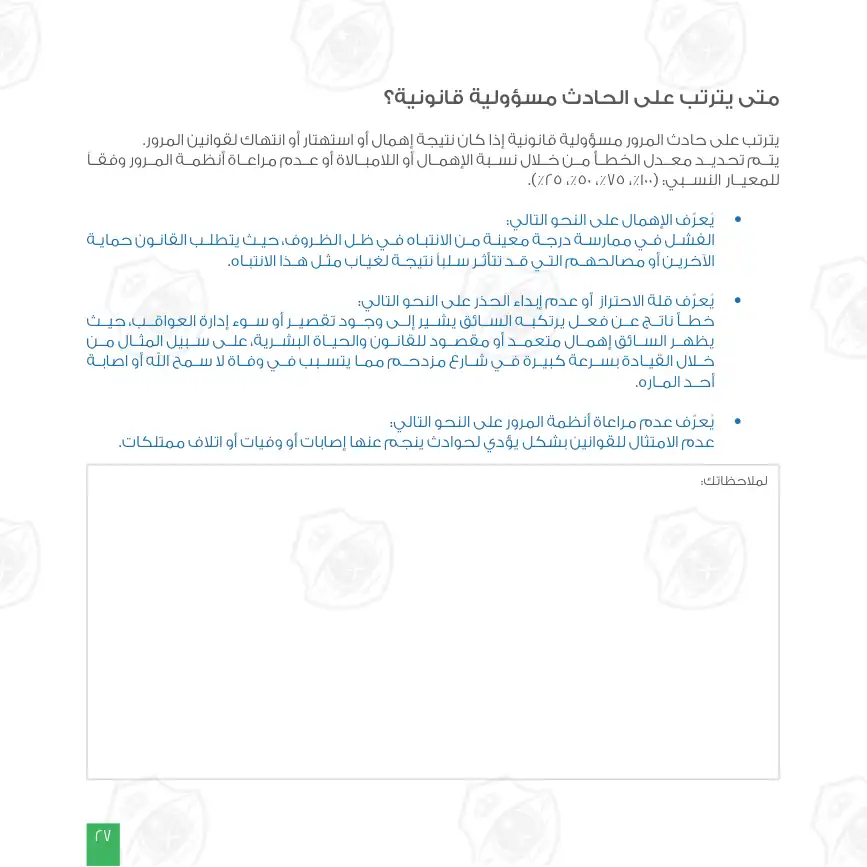 متى يترتب على الحادث مسؤولية قانونية؟
يترتب على حادث المرور مسؤولية قانونية إذا كان نتيجة إهمال أو استهتار أو انتهاك لقوانين المرور.
يتم تحديد معدل الخطأ من خلال نسبة الإهمال أو اللامبالاة أو عدم مراعاة أنظمة المرور وفقاً
للمعيار النسبي: (١٠٠٪، ٧٥٪، ٥٠٪، ٢٥٪).
• يُعرّف الإهمال على النحو التالي:
الفشل في ممارسة درجة معينة من الانتباه في ظل الظروف، حيث يتطلب القانون حماية
الآخرين أو مصالحهم التي قد تتأثر سلباً نتيجة لغياب مثل هذا الانتباه.
• يُعرّف قلة الاحتراز أو عدم إبداء الحذر على النحو التالي:
خطأ ناتج عن فعل يرتكبه السائق يشير إلى وجود تقصير أو سوء إدارة العواقب، حيث
يظهر السائق إهمال متعمد أو مقصود للقانون والحياة البشرية، على سبيل المثال من
خلال القيادة بسرعة كبيرة في شارع مزدحم مما يتسبب في وفاة لا سمح الله أو اصابة
أحد الماره.
• يُعرّف عدم مراعاة أنظمة المرور على النحو التالي:
عدم الامتثال للقوانين بشكل يؤدي لحوادث ينجم عنها إصابات أو وفيات أو اتلاف ممتلكات.
لملاحظاتك:
٢٧